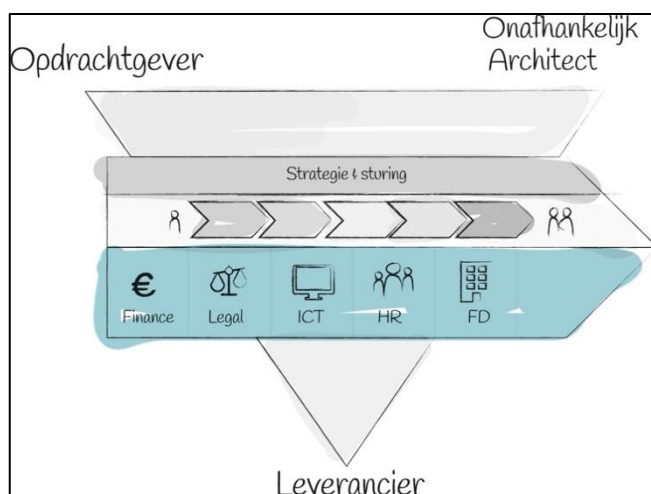 Opdrachtgever
Onafhankelijk
Architect
Strategie & sturing
€
Finance
Legal
ICT
HR
FD
Leverancier